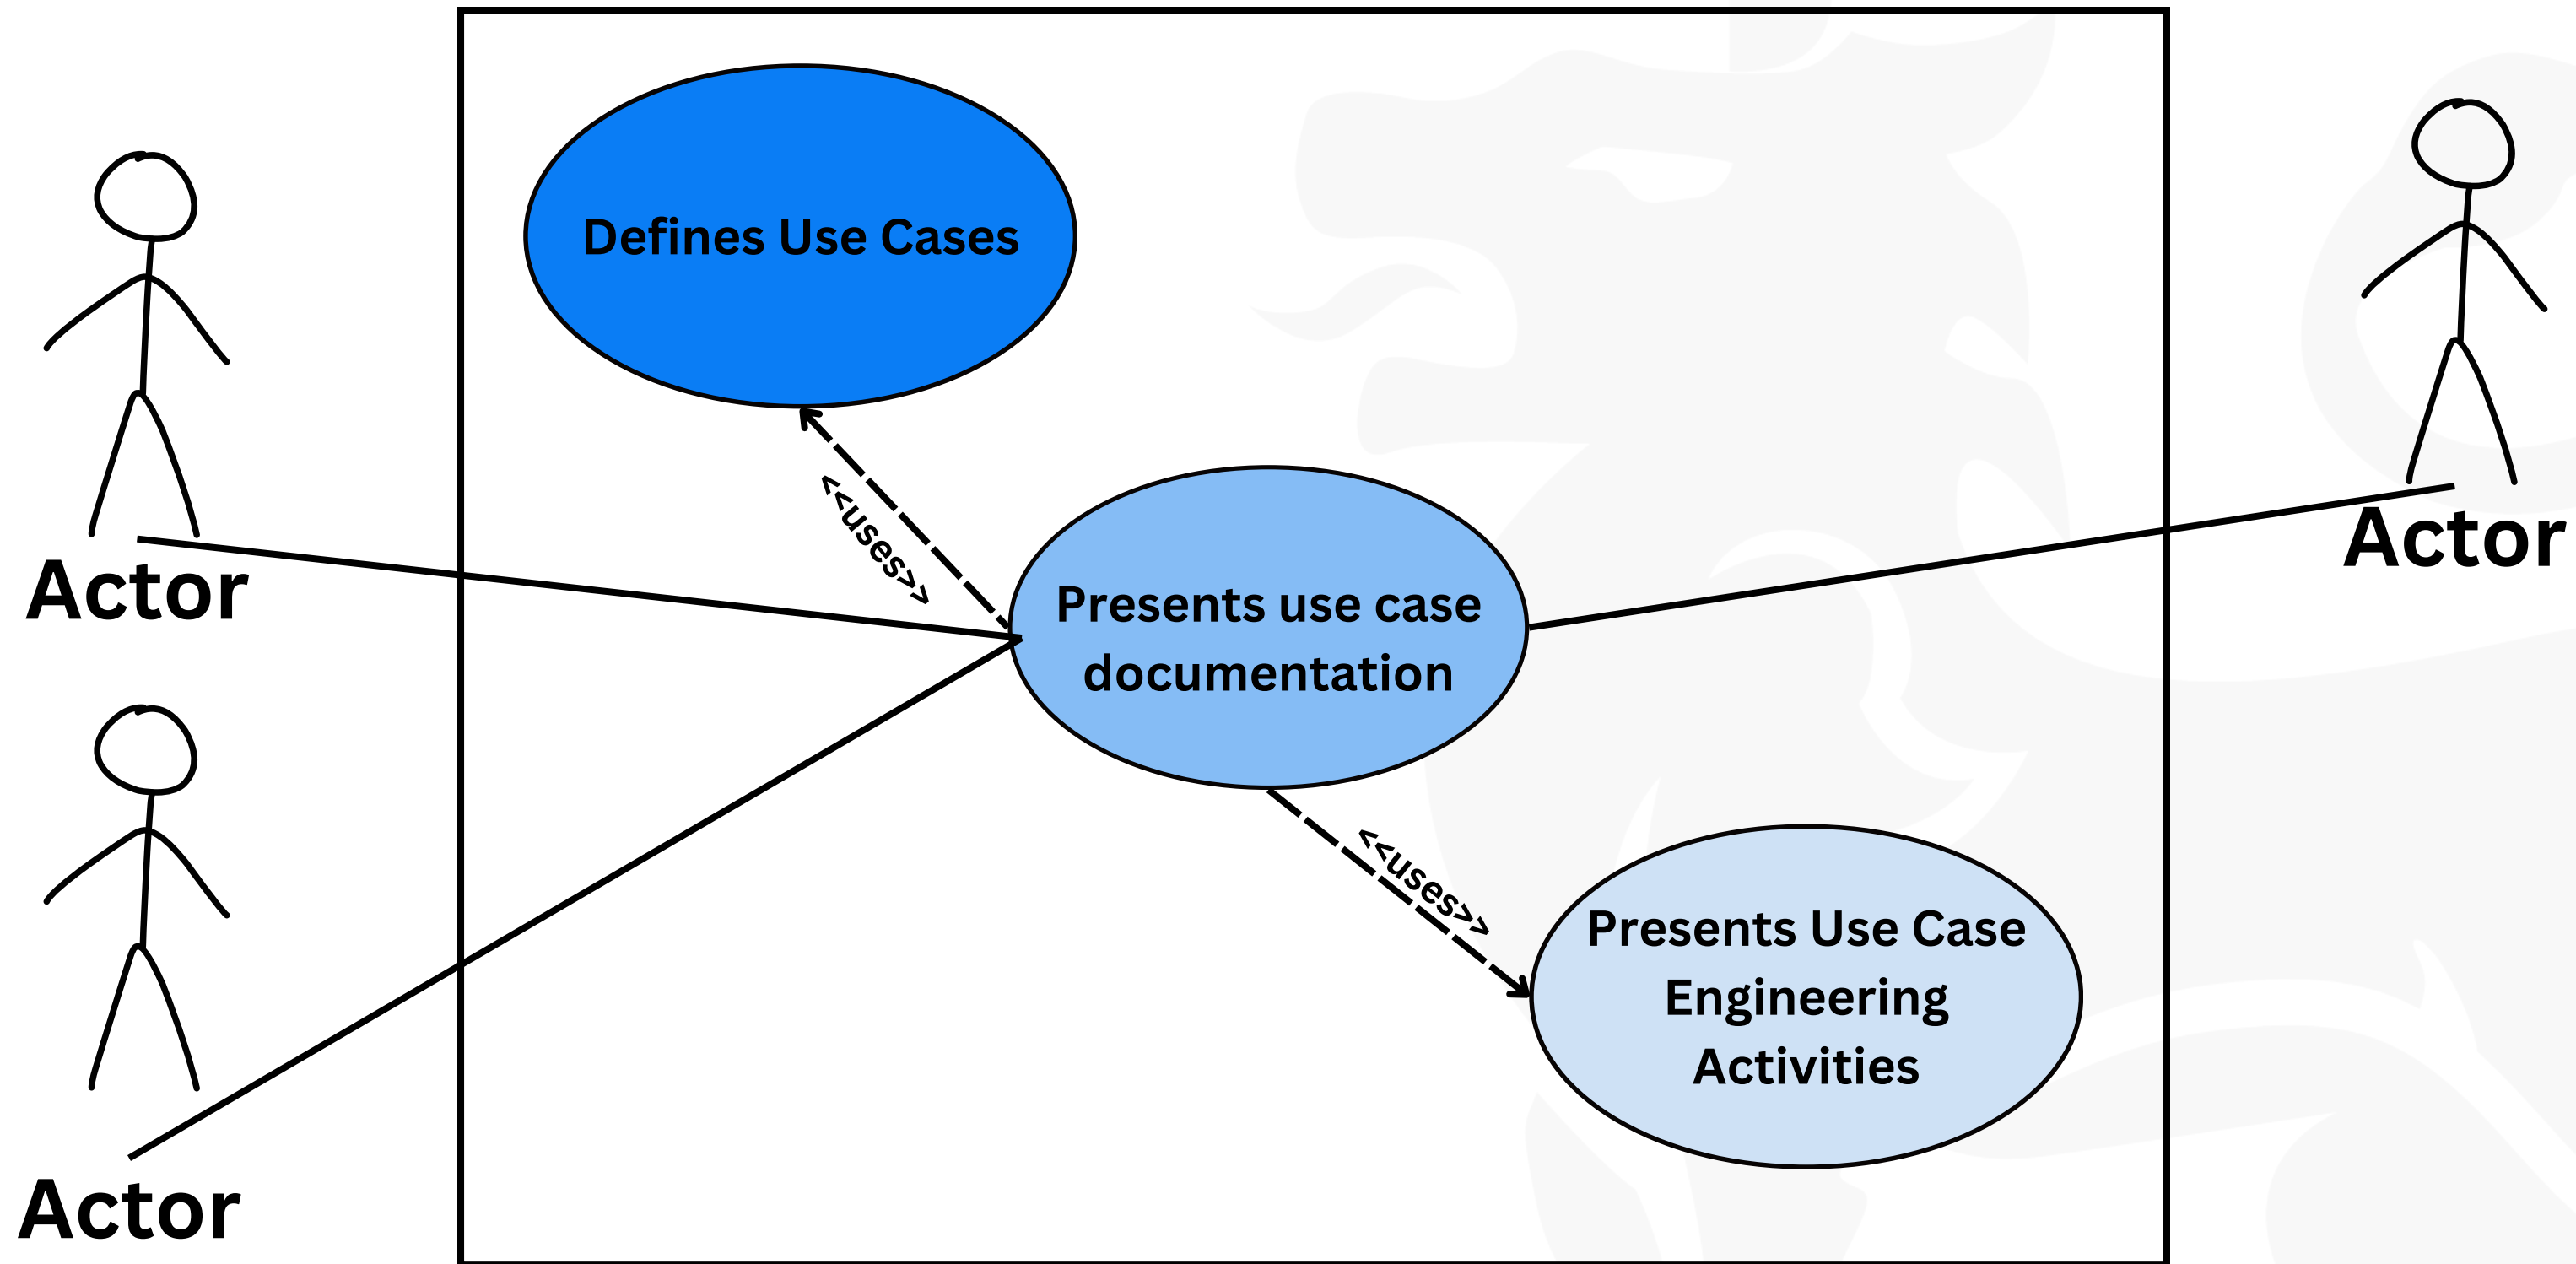 Defines Use Cases
<<uses>>
Actor
Actor
Presents use case
documentation
<<uses>>
Presents Use Case
Engineering
Activities
Actor